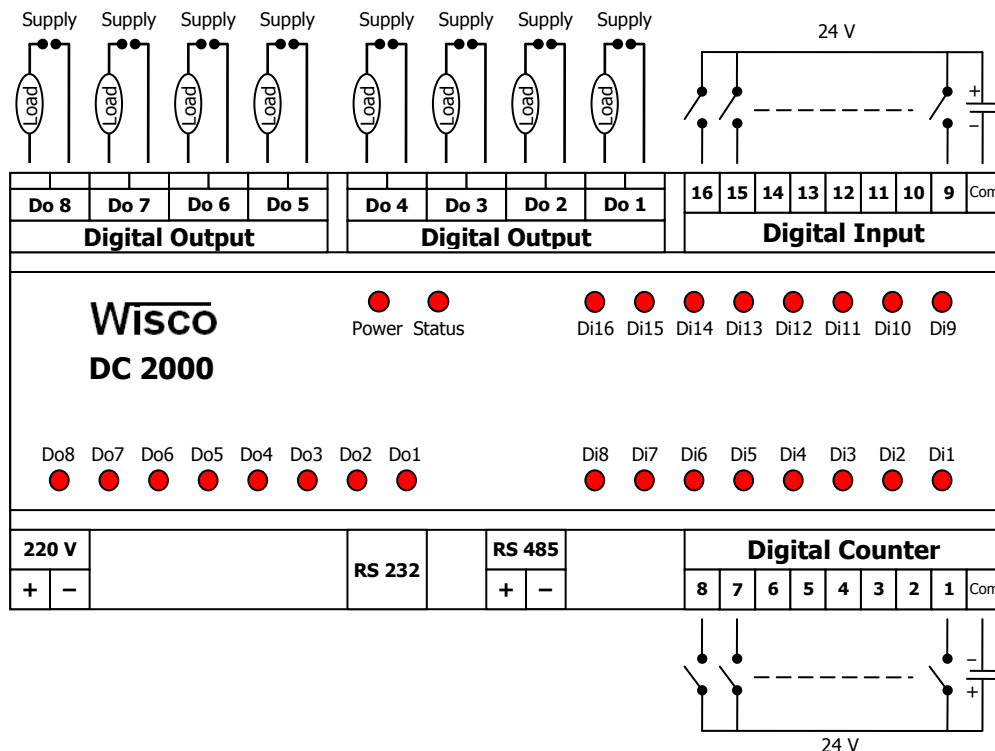 Supply Supply Supply Supply Supply Supply Supply Supply
24 V
Load Load Load Load Load Load Load Load
+
−
Do 8 Do 7 Do 6 Do 5 Do 4 Do 3 Do 2 Do 1 16 15 14 13 12 11 10 9 Com
Digital Output Digital Output Digital Input
Wisco
DC 2000
Power Status Di16 Di15 Di14 Di13 Di12 Di11 Di10 Di9
Do8 Do7 Do6 Do5 Do4 Do3 Do2 Do1 Di8 Di7 Di6 Di5 Di4 Di3 Di2 Di1
220 V RS 232 RS 485 Digital Counter
+ − + − 8 7 6 5 4 3 2 1 Com
−
+
24 V